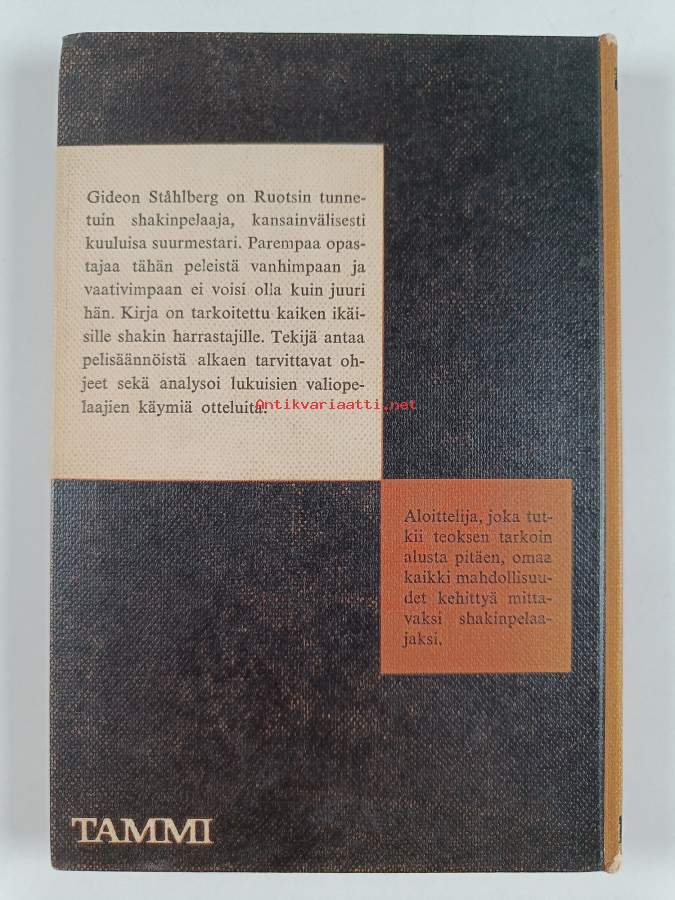 Gideon Ståhlberg on Ruotsin tunne-
tuin shakinpelaaja, kansainvälisesti
kuuluisa suurmestari. Parempaa opas-
tajaa tähän peleistä vanhimpaan ja
vaativimpaan ei voisi olla kuin juuri
hän. Kirja on tarkoitettu kaiken ikäi-
sille shakin harrastajille. Tekijä antaa
pelisäännöistä alkaen tarvittavat oh-
jeet sekä analysoi lukuisien valiope-
laajien käymiä otteluita.
Antikvariaatti.net
Aloittelija, joka tut-
kii teoksen tarkoin
alusta pitäen, omaa
kaikki mahdollisuu-
det kehittyä mitta-
vaksi shakinpelaa-
jaksi.
TAMMI